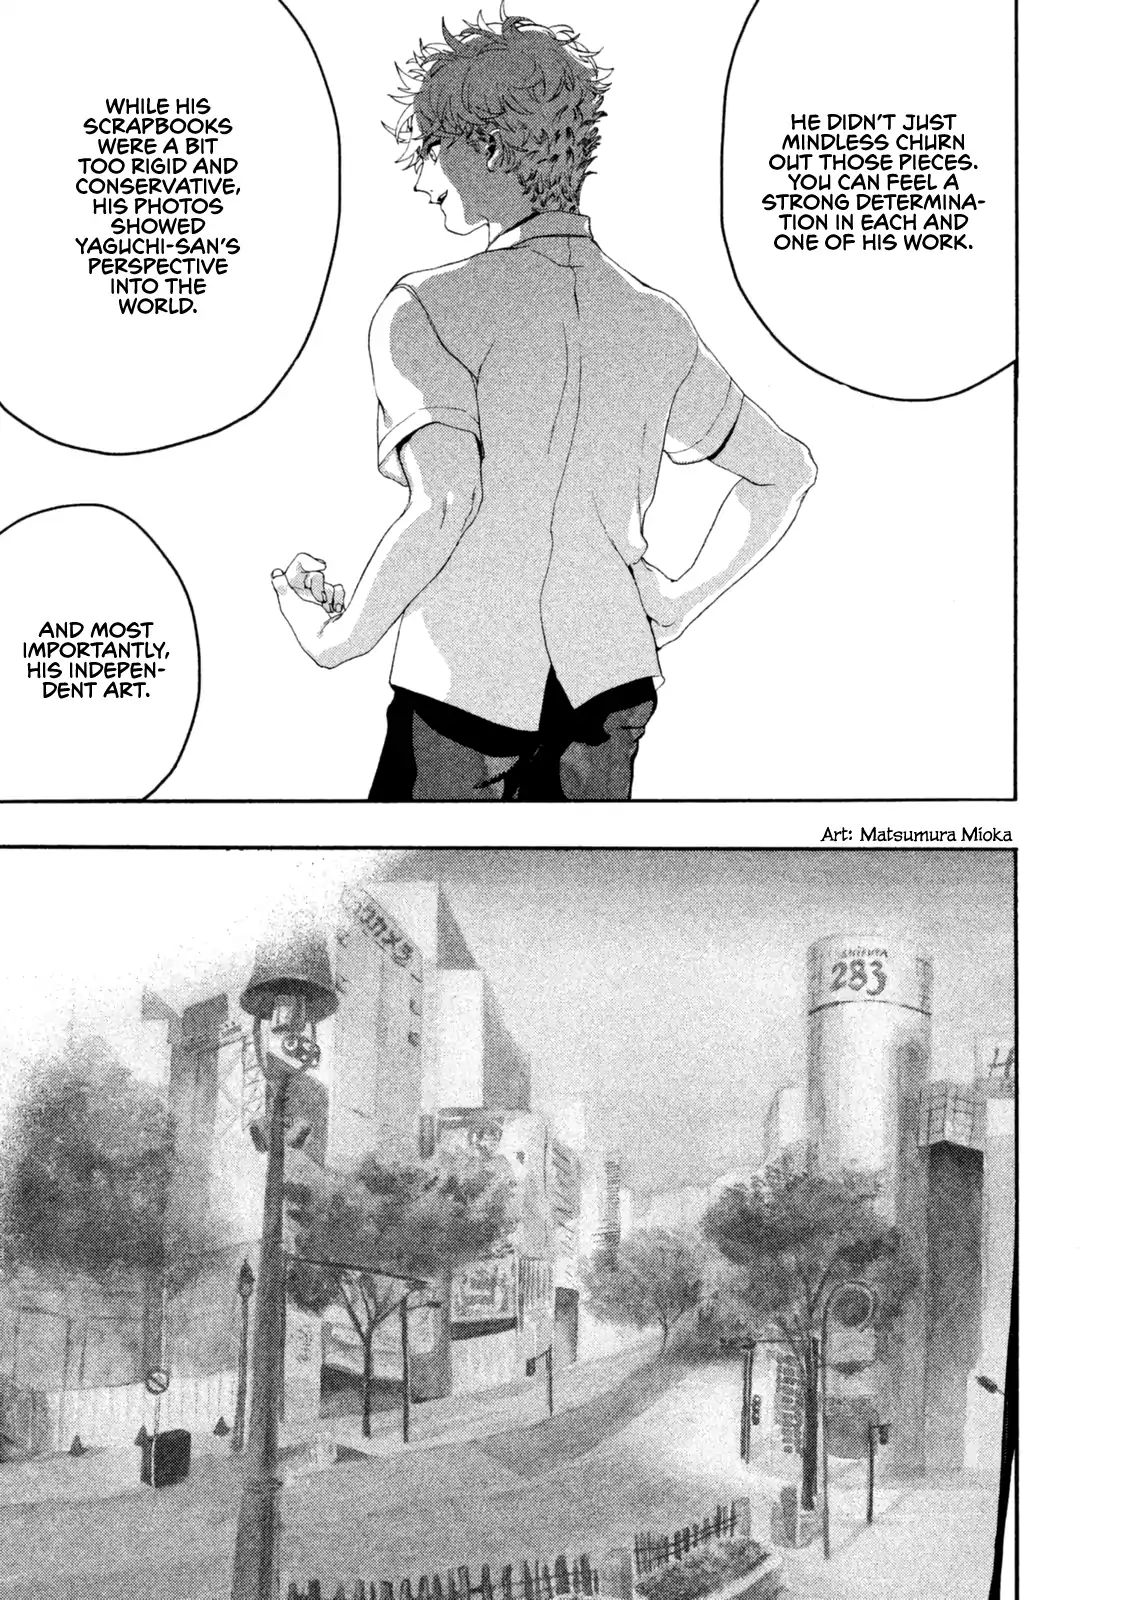 HE DIDN'T JUST
MINDLESS CHURN
OUT THOSE PIECES.
YOU CAN FEEL A
STRONG DETERMINA-
TION IN EACH AND
ONE OF HIS WORK.
WHILE HIS
SCRAPBOOKS
WERE A BIT
TOO RIGID AND
CONSERVATIVE,
HIS PHOTOS
SHOWED
YAGUCHI-SAN'S
PERSPECTIVE
INTO THE
WORLD.
AND MOST
IMPORTANTLY,
HIS INDEPEN-
DENT ART.
Art: Matsumura Mioka
SHIBUYA
283